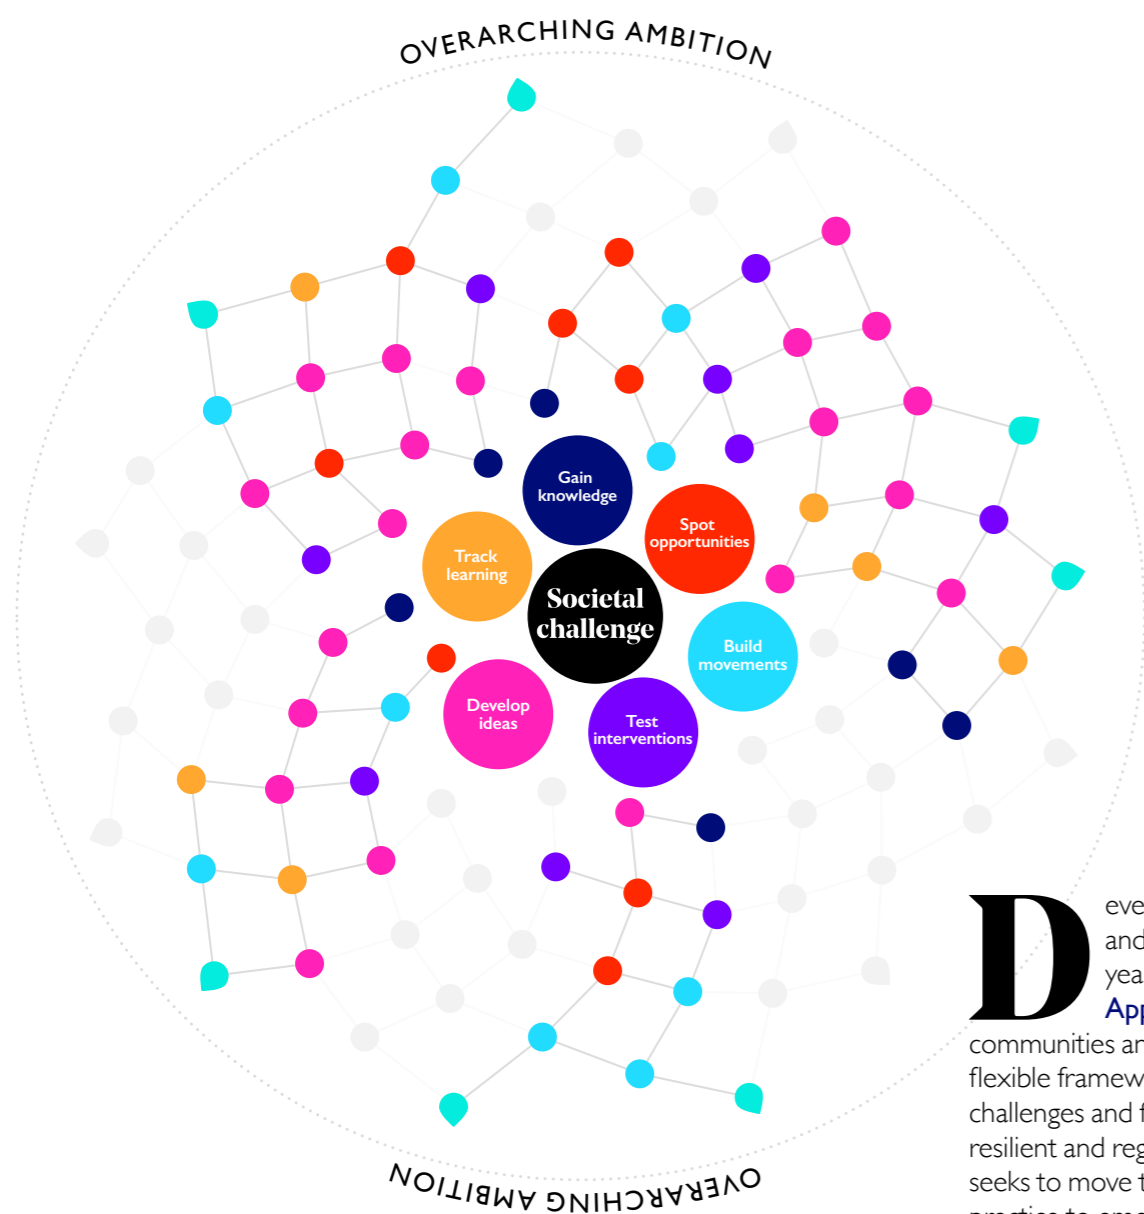 OVERARCHING AMBITION
Gain
knowledge
Spot
opportunities
Track
learning
Societal
challenge
Build
movements
Develop
ideas
Test
interventions
OVERARCHING AMBITION
D
eve
and
yea
App
communities an
flexible framew
challenges and f
resilient and reg
seeks to move t